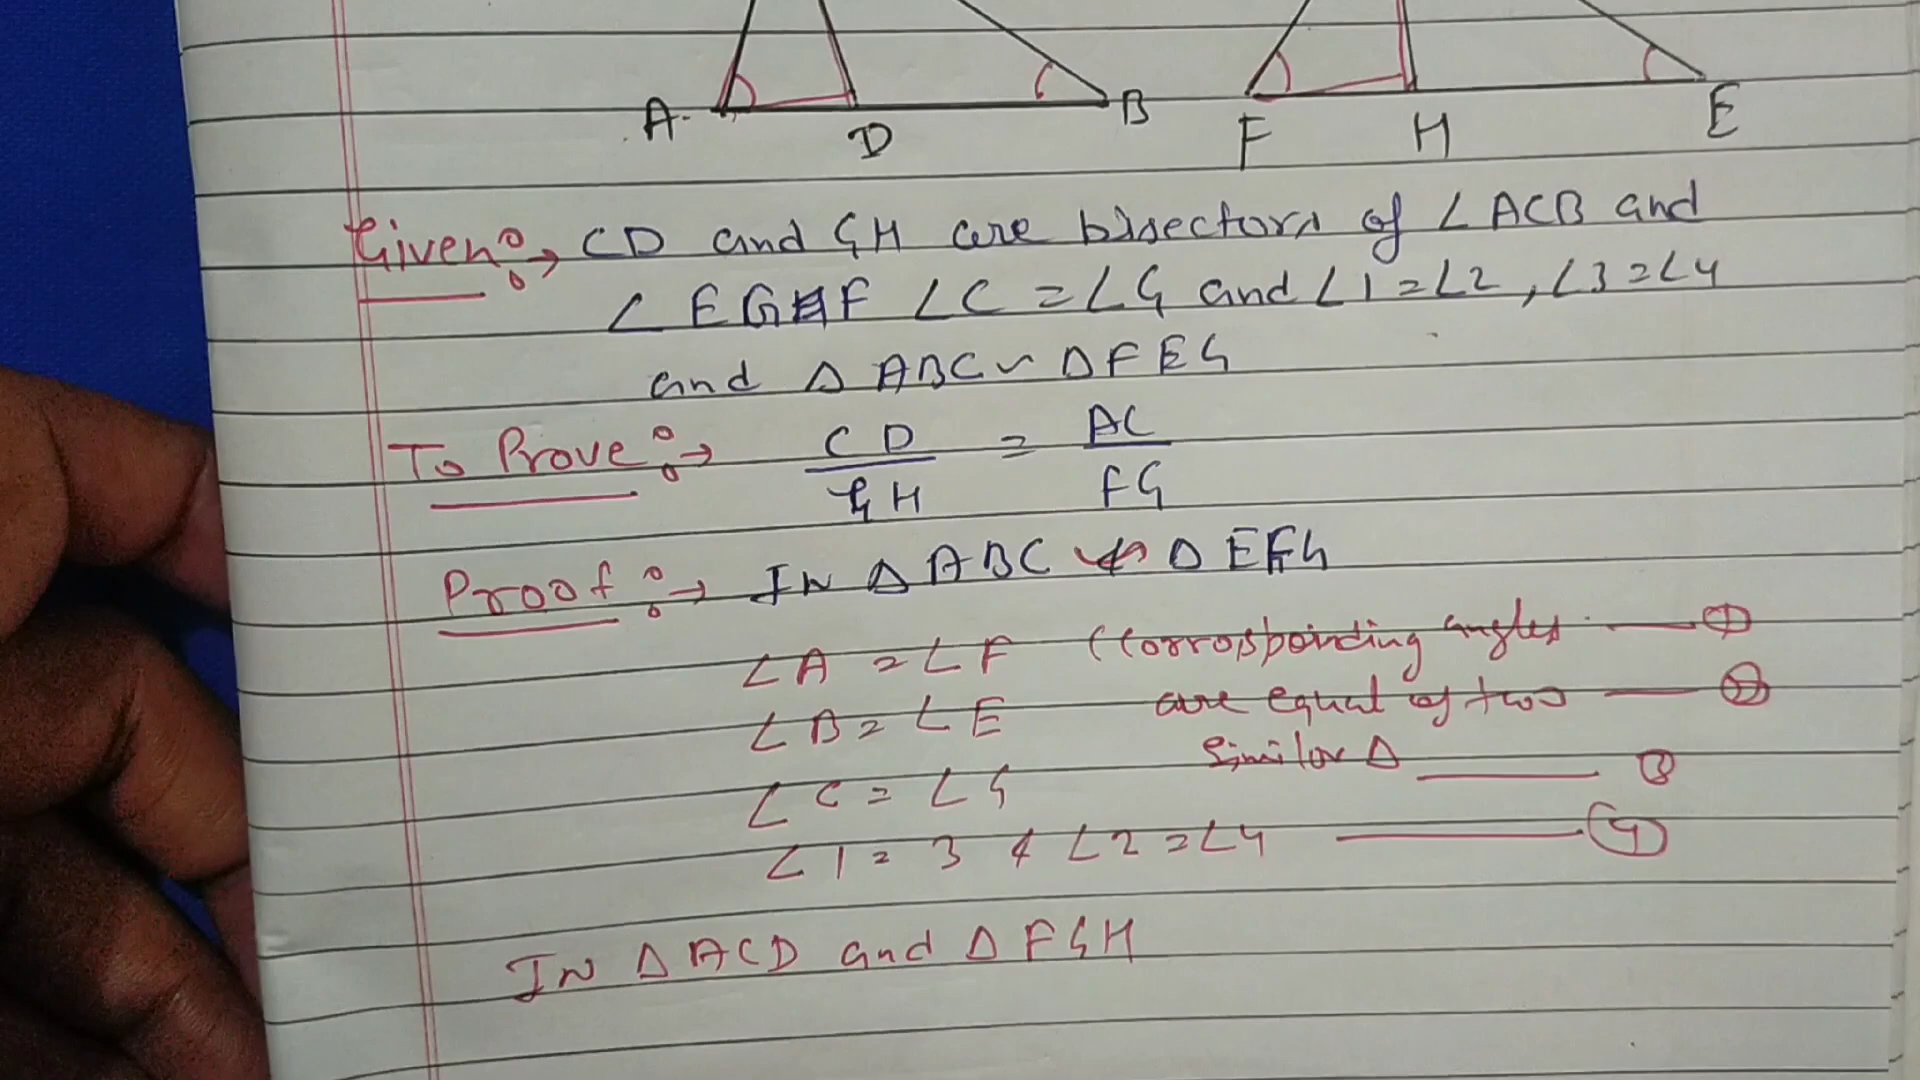 A D B F H E
Given :→ CD and GH are bisectors of ∠ACB and
∠EGF ∠C = ∠G and ∠1=∠2, ∠3=∠4
and Δ ABC ~ Δ FEG
To Prove :→ CD/GH = AC/FG
Proof :→ IN Δ ABC ↔ Δ EFG
∠A = ∠F (Corrosponding angles — ①
∠B = ∠E are equal of two — ②
∠C = ∠G Similar Δ — ③
∠1 = 3 & ∠2 = ∠4 — ④
IN Δ ACD and Δ FGH